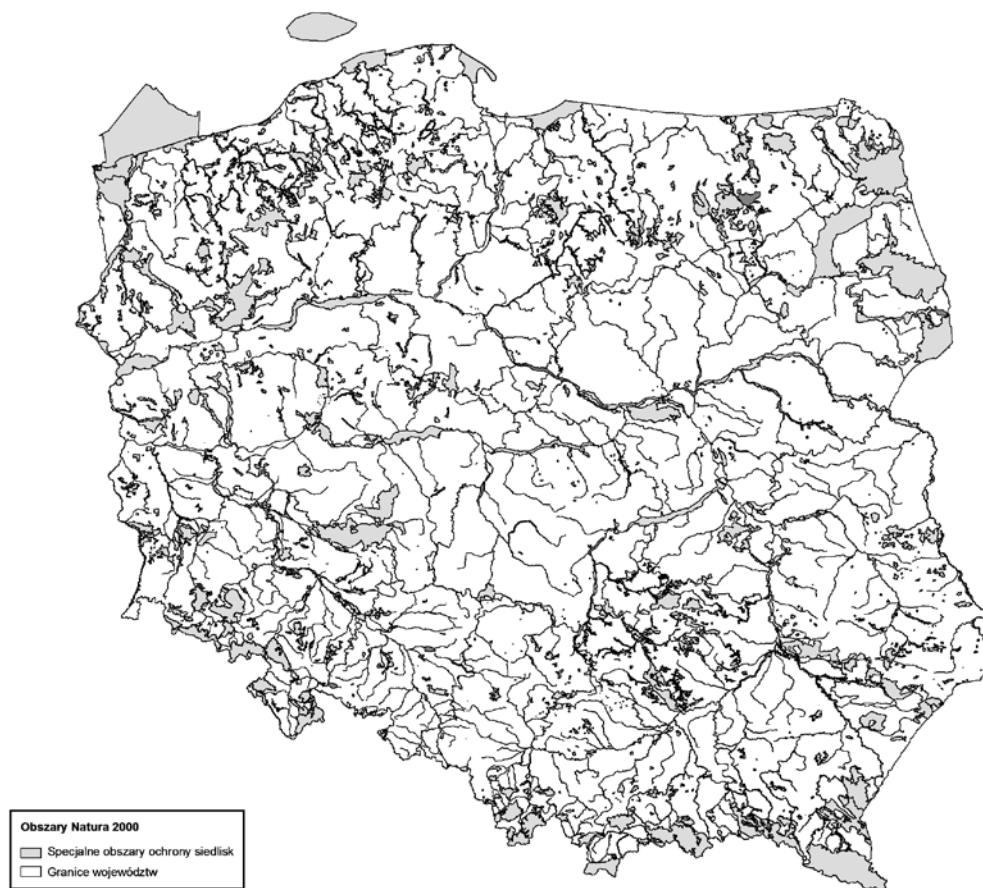 Obszary Natura 2000
Specjalne obszary ochrony siedlisk
Granice województw